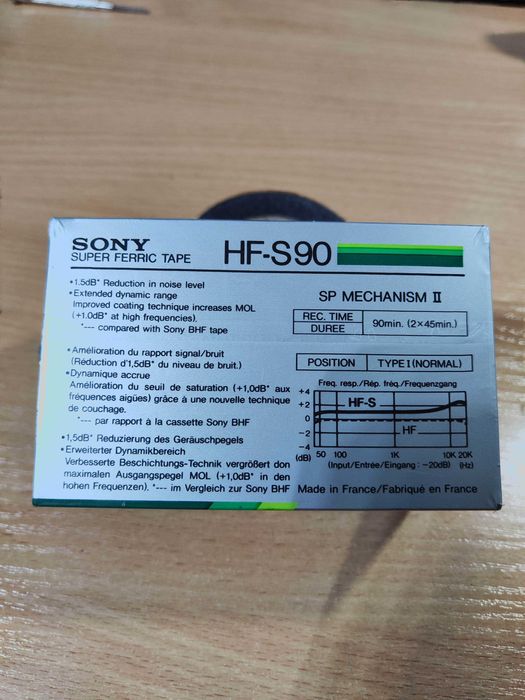 SONY
SUPER FERRIC TAPE
HF-S90
•1.5dB* Reduction in noise level
•Extended dynamic range
Improved coating technique increases MOL
(+1.0dB* at high frequencies).
*--- compared with Sony BHF tape
•Amélioration du rapport signal/bruit
(Réduction d'1,5dB* du niveau de bruit.)
•Dynamique accrue
Amélioration du seuil de saturation (+1,0dB* aux
fréquences aigües) grâce à une nouvelle technique
de couchage.
*--- par rapport à la cassette Sony BHF
•1,5dB* Reduzierung des Geräuschpegels
•Erweiterter Dynamikbereich
Verbesserte Beschichtungs-Technik vergrößert den
maximalen Ausgangspegel MOL (+1,0dB* in den
hohen Frequenzen). *--- im Vergleich zur Sony BHF
SP MECHANISM II
REC. TIME
DUREE
90min. (2×45min.)
POSITION
TYPE I (NORMAL)
Freq. resp./Rép. fréq./Frequenzgang
+4
+2
0
−2
−4
HF-S
HF
(dB) 50 100 1K 10K 20K
(Input/Entrée/Eingang: −20dB) (Hz)
Made in France/Fabriqué en France